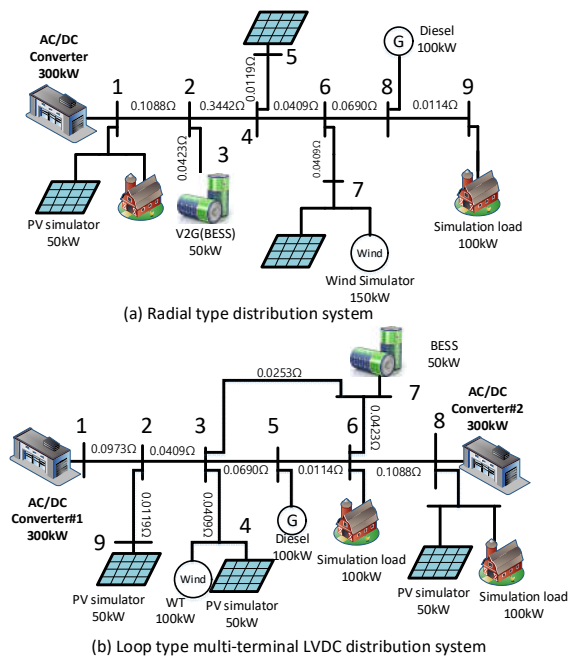 AC/DC
Converter
300kW
Diesel
100kW
G
1
2
5
6
8
9
0.1088Ω
0.3442Ω
0.0119Ω
0.0409Ω
0.0690Ω
0.0114Ω
4
0.0423Ω
3
0.0409Ω
7
PV simulator
50kW
V2G(BESS)
50kW
Wind
Wind Simulator
150kW
Simulation load
100kW
(a) Radial type distribution system
BESS
50kW
0.0253Ω
7
AC/DC
Converter#2
300kW
1
2
3
5
6
8
0.0423Ω
0.0973Ω
0.0409Ω
0.0690Ω
0.0114Ω
0.1088Ω
AC/DC
Converter#1
300kW
0.0119Ω
0.0409Ω
9
4
G
Diesel
100kW
Simulation load
100kW
PV simulator
50kW
Wind
WT
100kW
PV simulator
50kW
PV simulator
50kW
Simulation load
100kW
(b) Loop type multi-terminal LVDC distribution system